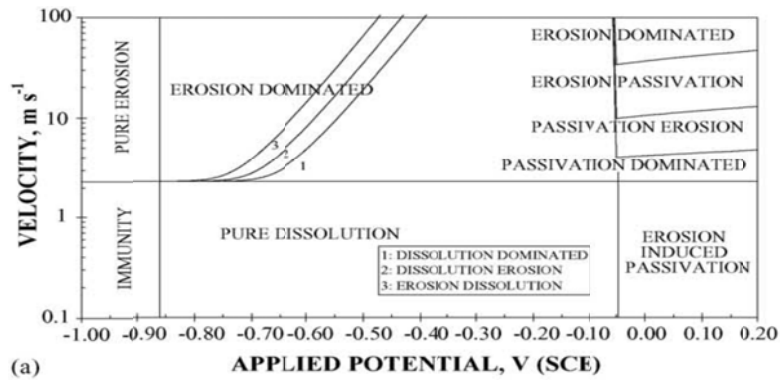 100
10
1
0.1
VELOCITY, m s⁻¹
PURE EROSION
IMMUNITY
EROSION DOMINATED
3
2
1
PURE DISSOLUTION
1: DISSOLUTION DOMINATED
2: DISSOLUTION EROSION
3: EROSION DISSOLUTION
EROSION DOMINATED
EROSION PASSIVATION
PASSIVATION EROSION
PASSIVATION DOMINATED
EROSION
INDUCED
PASSIVATION
-1.00 -0.90 -0.80 -0.70 -0.60 -0.50 -0.40 -0.30 -0.20 -0.10 0.00 0.10 0.20
(a) APPLIED POTENTIAL, V (SCE)